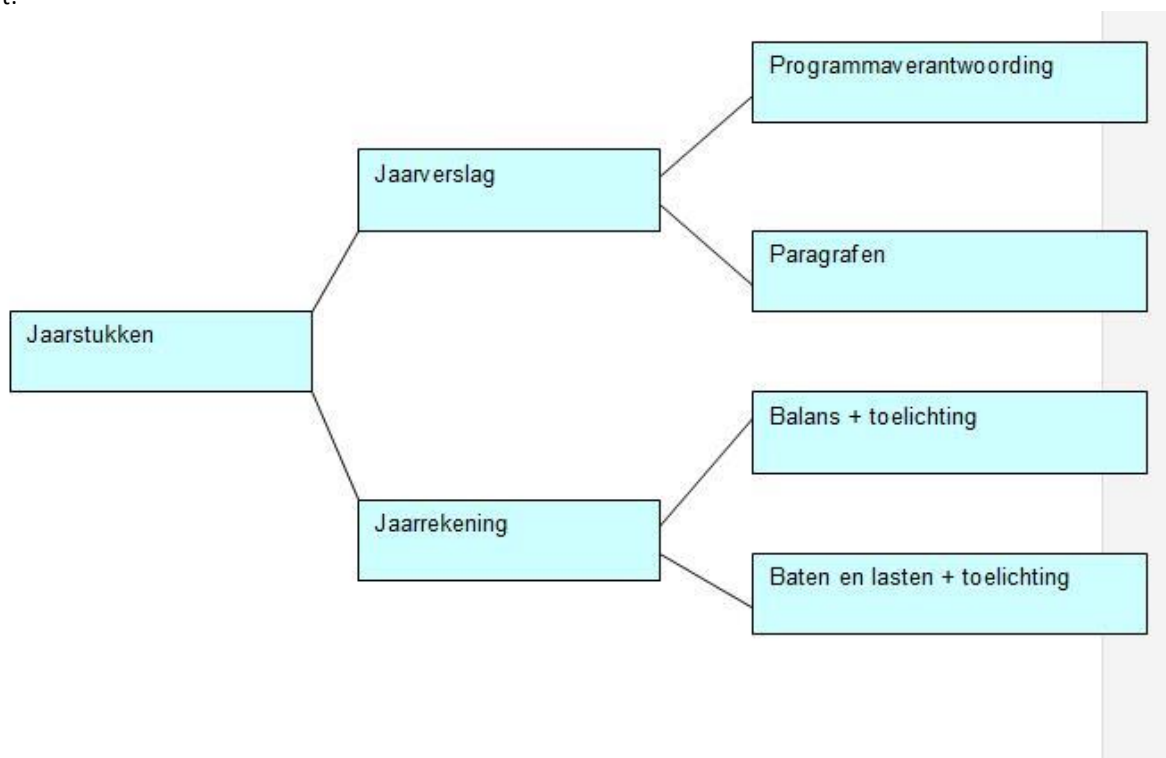 t.
Programmaverantwoording
Jaarverslag
Paragrafen
Jaarstukken
Balans + toelichting
Jaarrekening
Baten en lasten + toelichting